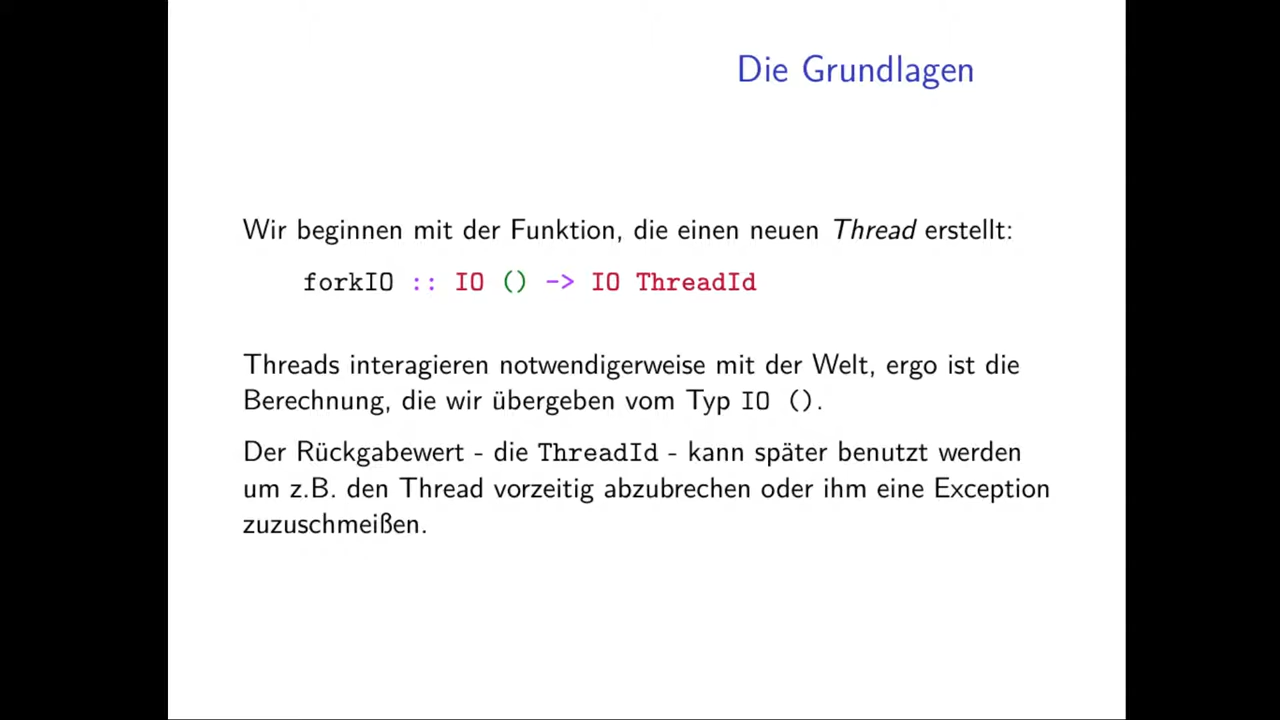 Die Grundlagen
Wir beginnen mit der Funktion, die einen neuen Thread erstellt:
forkIO :: IO () -> IO ThreadId
Threads interagieren notwendigerweise mit der Welt, ergo ist die
Berechnung, die wir übergeben vom Typ IO ().
Der Rückgabewert - die ThreadId - kann später benutzt werden
um z.B. den Thread vorzeitig abzubrechen oder ihm eine Exception
zuzuschmeißen.